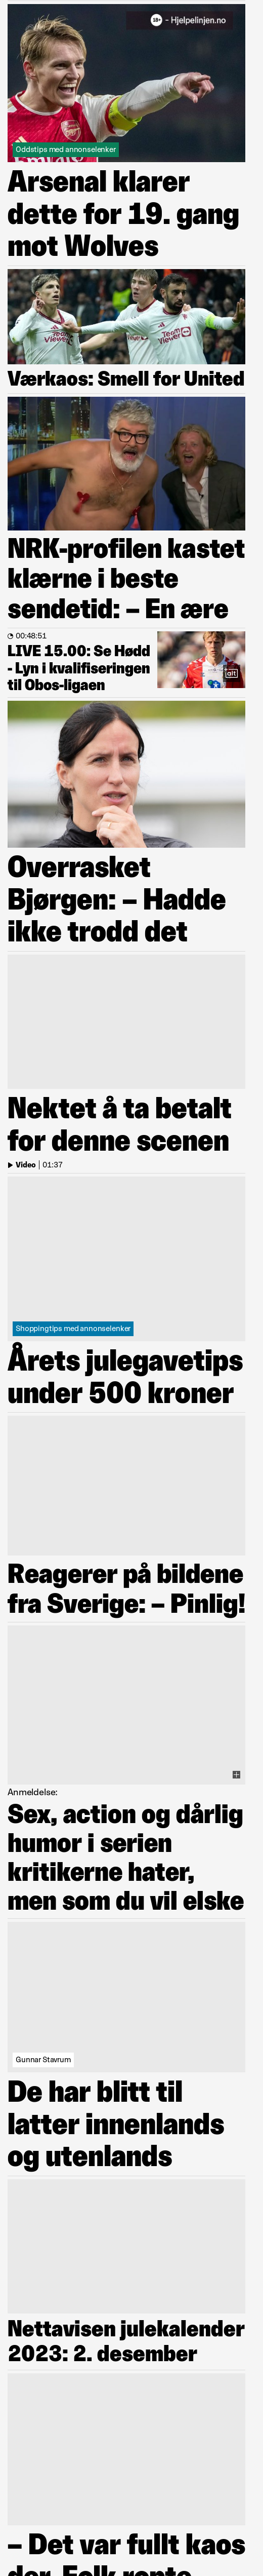 18+ - Hjelpelinjen.no
Oddstips med annonselenker
Arsenal klarer
dette for 19. gang
mot Wolves
Team
Viewer
Team
Viewer
Værkaos: Smell for United
NRK-profilen kastet
klærne i beste
sendetid: – En ære
00:48:51
LIVE 15.00: Se Hødd
- Lyn i kvalifiseringen
til Obos-ligaen
alt
Overrasket
Bjørgen: – Hadde
ikke trodd det
Nektet å ta betalt
for denne scenen
Video | 01:37
Shoppingtips med annonselenker
Årets julegavetips
under 500 kroner
Reagerer på bildene
fra Sverige: – Pinlig!
Anmeldelse:
Sex, action og dårlig
humor i serien
kritikerne hater,
men som du vil elske
Gunnar Stavrum
De har blitt til
latter innenlands
og utenlands
Nettavisen julekalender
2023: 2. desember
– Det var fullt kaos